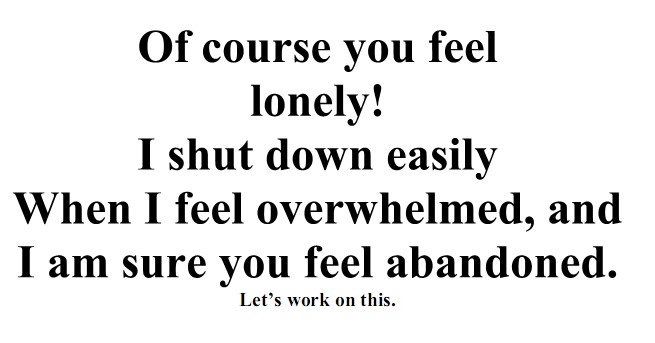 Of course you feel
lonely!
I shut down easily
When I feel overwhelmed, and
I am sure you feel abandoned.
Let’s work on this.